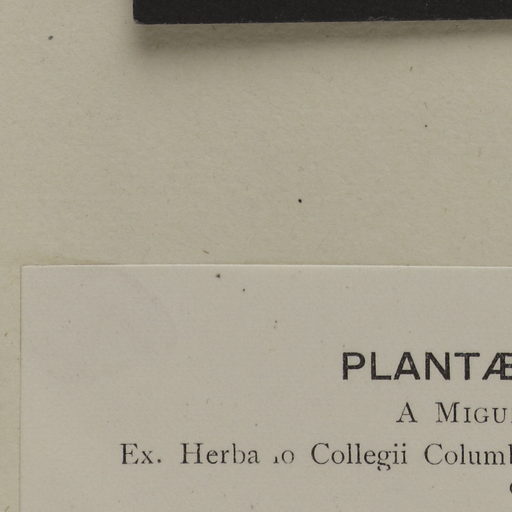 PLANTÆ
A MIGU
Ex. Herba io Collegii Columb